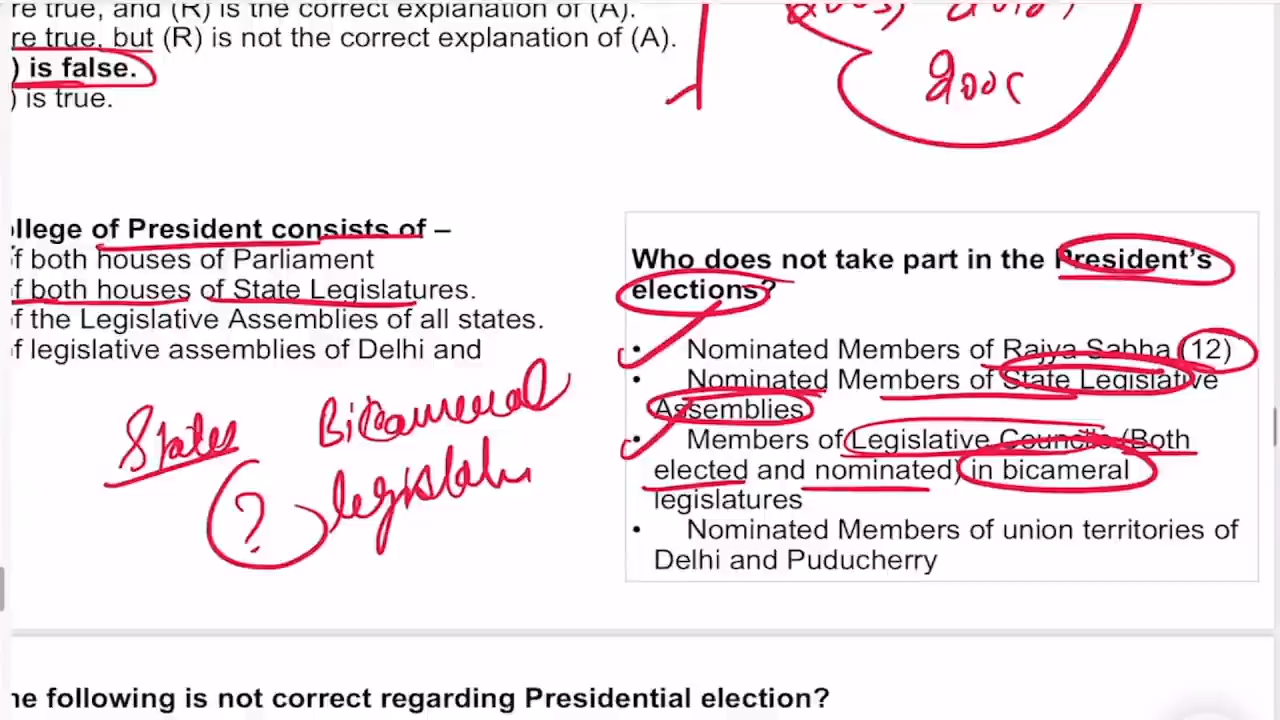 re true, and (R) is the correct explanation of (A).
re true, but (R) is not the correct explanation of (A).
) is false.
) is true.
2005, 2010,
200
ollege of President consists of –
f both houses of Parliament
f both houses of State Legislatures.
f the Legislative Assemblies of all states.
f legislative assemblies of Delhi and
States Bicameral
? legislatu
Who does not take part in the President's
elections?
• Nominated Members of Rajya Sabha (12)
• Nominated Members of State Legislative
Assemblies
• Members of Legislative Councils (Both
elected and nominated) in bicameral
legislatures
• Nominated Members of union territories of
Delhi and Puducherry
he following is not correct regarding Presidential election?